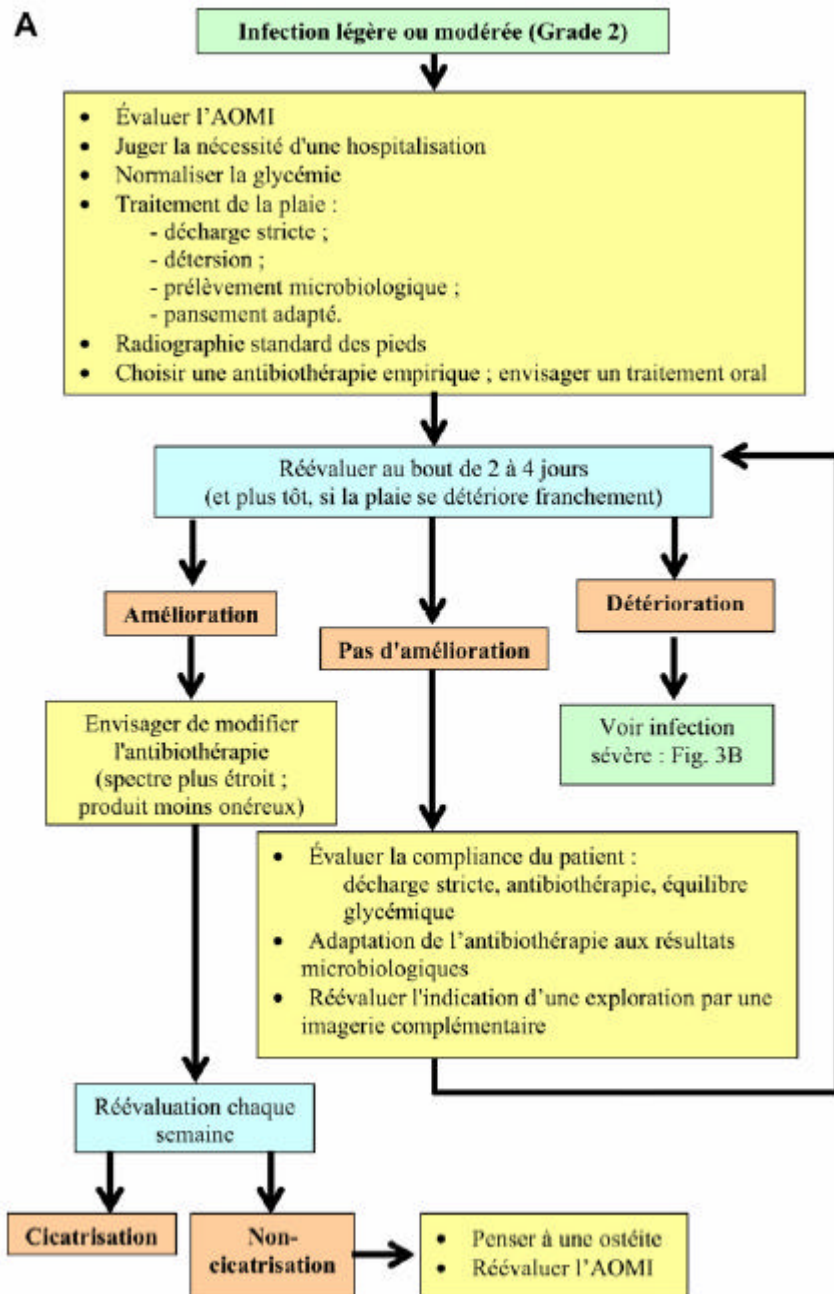 A
Infection légère ou modérée (Grade 2)
• Évaluer l'AOMI
• Juger la nécessité d'une hospitalisation
• Normaliser la glycémie
• Traitement de la plaie :
- décharge stricte ;
- détersion ;
- prélèvement microbiologique ;
- pansement adapté.
• Radiographie standard des pieds
• Choisir une antibiothérapie empirique ; envisager un traitement oral
Réévaluer au bout de 2 à 4 jours
(et plus tôt, si la plaie se détériore franchement)
Amélioration
Pas d'amélioration
Détérioration
Envisager de modifier
l'antibiothérapie
(spectre plus étroit ;
produit moins onéreux)
Voir infection
sévère : Fig. 3B
• Évaluer la compliance du patient :
décharge stricte, antibiothérapie, équilibre
glycémique
• Adaptation de l'antibiothérapie aux résultats
microbiologiques
• Réévaluer l'indication d'une exploration par une
imagerie complémentaire
Réévaluation chaque
semaine
Cicatrisation
Non-
cicatrisation
• Penser à une ostéite
• Réévaluer l'AOMI